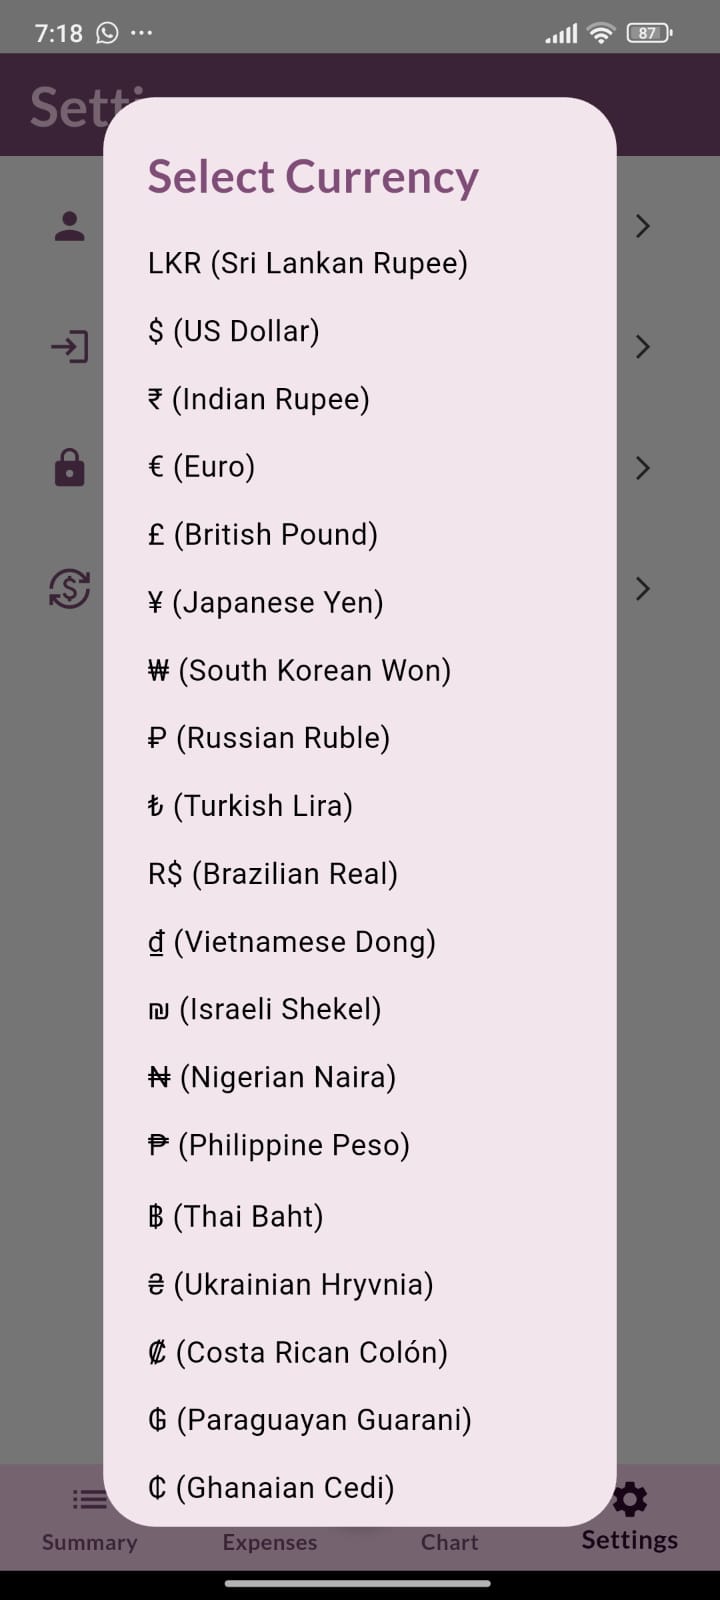 7:18
87
Setti
Select Currency
LKR (Sri Lankan Rupee)
$ (US Dollar)
₹ (Indian Rupee)
€ (Euro)
£ (British Pound)
¥ (Japanese Yen)
₩ (South Korean Won)
₽ (Russian Ruble)
₺ (Turkish Lira)
R$ (Brazilian Real)
₫ (Vietnamese Dong)
₪ (Israeli Shekel)
₦ (Nigerian Naira)
₱ (Philippine Peso)
฿ (Thai Baht)
₴ (Ukrainian Hryvnia)
₡ (Costa Rican Colón)
₲ (Paraguayan Guarani)
₵ (Ghanaian Cedi)
Summary Expenses Chart Settings